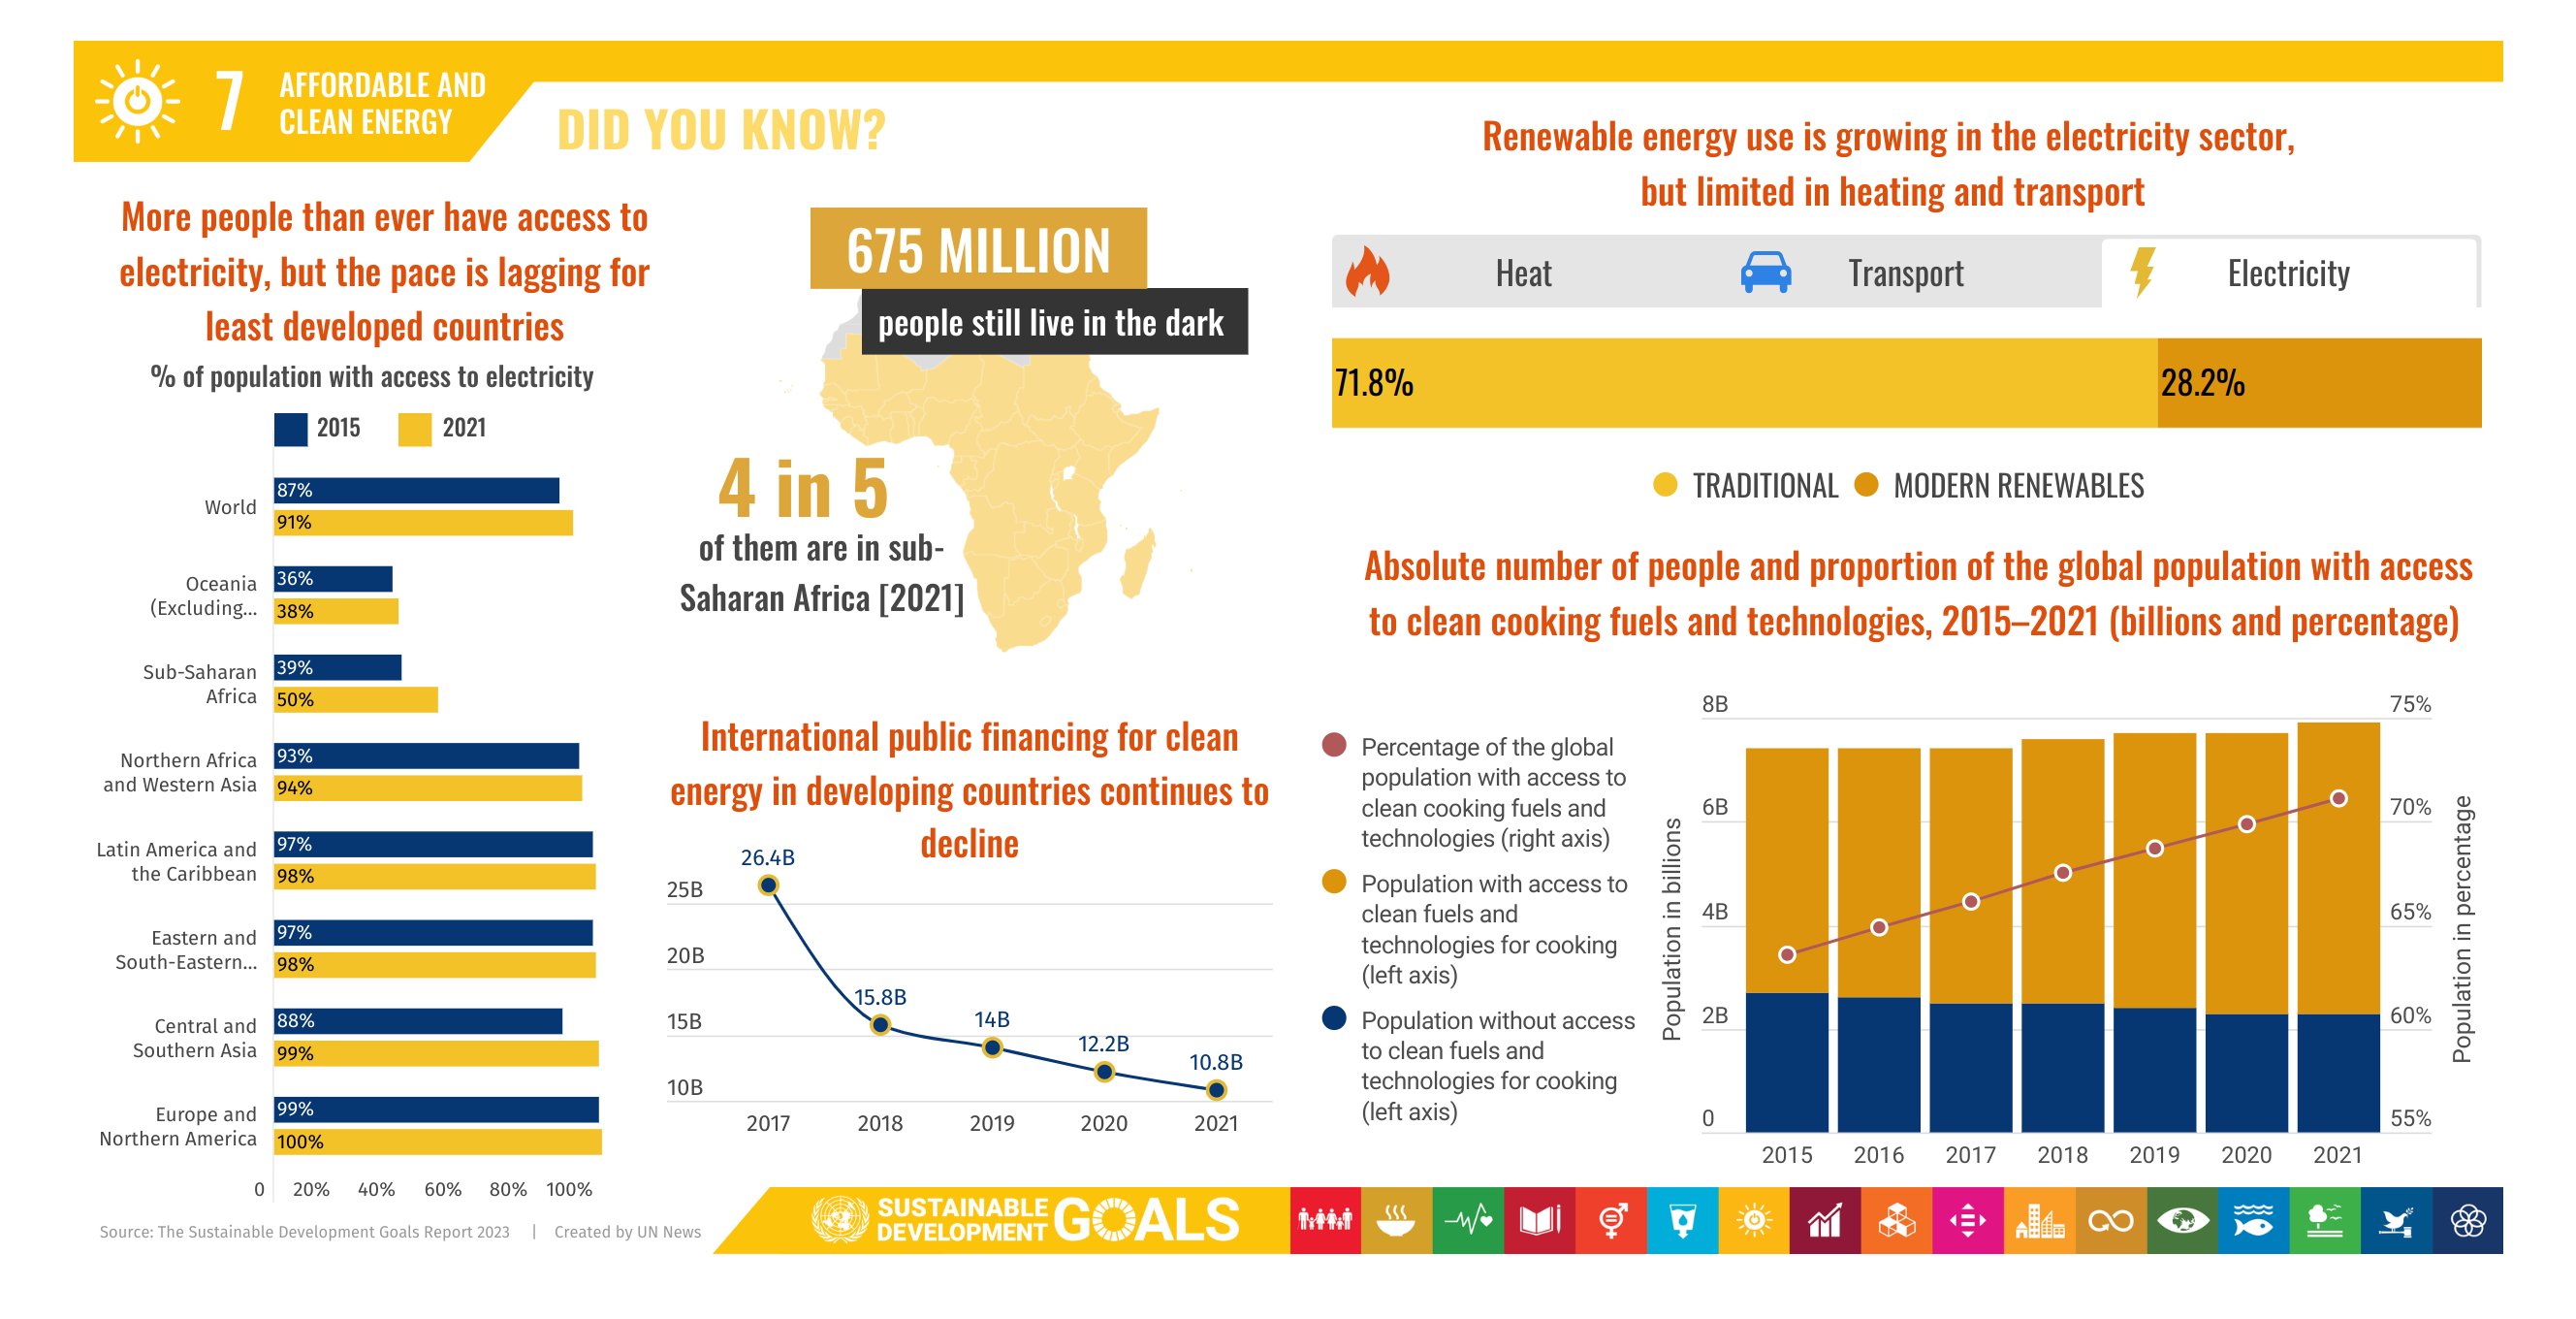 7
AFFORDABLE AND
CLEAN ENERGY
DID YOU KNOW?
More people than ever have access to
electricity, but the pace is lagging for
least developed countries
% of population with access to electricity
2015
2021
World
87%
91%
Oceania
(Excluding...
36%
38%
Sub-Saharan
Africa
39%
50%
Northern Africa
and Western Asia
93%
94%
Latin America and
the Caribbean
97%
98%
Eastern and
South-Eastern...
97%
98%
Central and
Southern Asia
88%
99%
Europe and
Northern America
99%
100%
0 20% 40% 60% 80% 100%
675 MILLION
people still live in the dark
4 in 5
of them are in sub-
Saharan Africa [2021]
International public financing for clean
energy in developing countries continues to
decline
25B
20B
15B
10B
26.4B
15.8B
14B
12.2B
10.8B
2017 2018 2019 2020 2021
Renewable energy use is growing in the electricity sector,
but limited in heating and transport
Heat
Transport
Electricity
71.8%
28.2%
TRADITIONAL
MODERN RENEWABLES
Absolute number of people and proportion of the global population with access
to clean cooking fuels and technologies, 2015–2021 (billions and percentage)
Percentage of the global
population with access to
clean cooking fuels and
technologies (right axis)
Population with access to
clean fuels and
technologies for cooking
(left axis)
Population without access
to clean fuels and
technologies for cooking
(left axis)
Population in billions
8B
6B
4B
2B
0
75%
70%
65%
60%
55%
Population in percentage
2015 2016 2017 2018 2019 2020 2021
Source: The Sustainable Development Goals Report 2023 | Created by UN News
SUSTAINABLE
DEVELOPMENT
GOALS